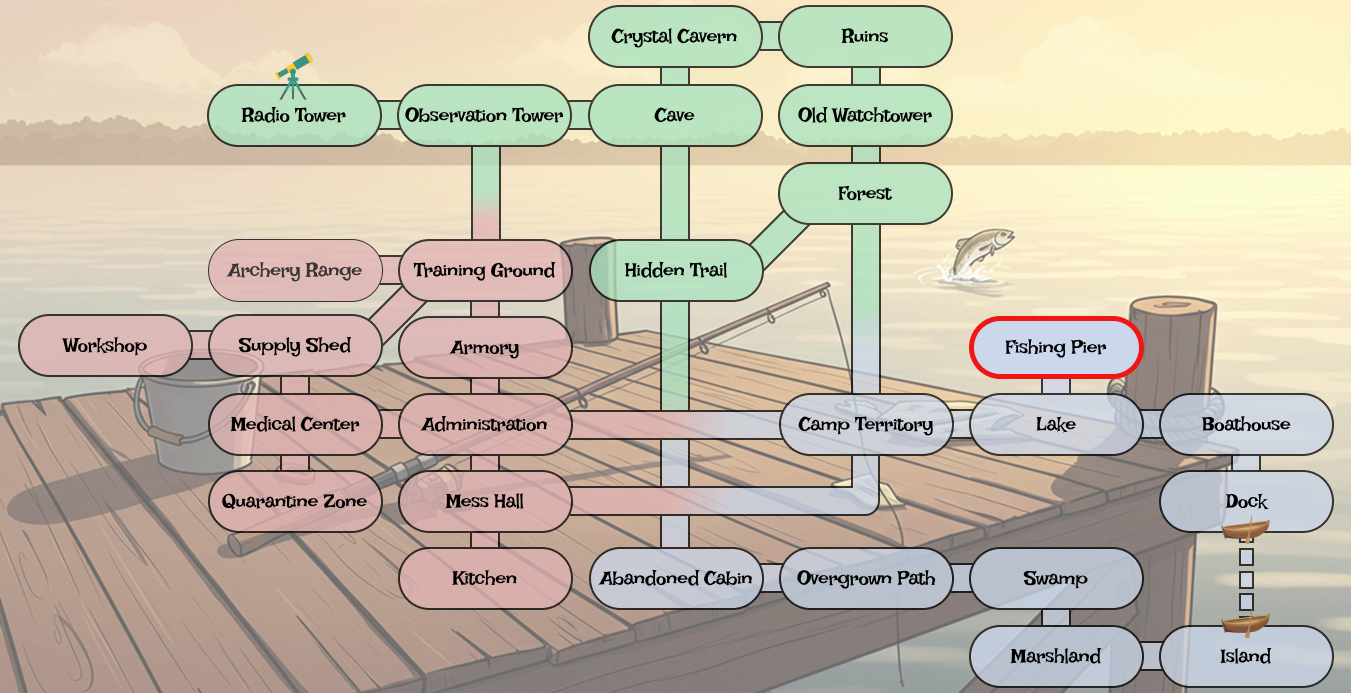 Crystal Cavern
Ruins
Radio Tower
Observation Tower
Cave
Old Watchtower
Forest
Archery Range
Training Ground
Hidden Trail
Workshop
Supply Shed
Armory
Fishing Pier
Medical Center
Administration
Camp Territory
Lake
Boathouse
Quarantine Zone
Mess Hall
Dock
Kitchen
Abandoned Cabin
Overgrown Path
Swamp
Marshland
Island